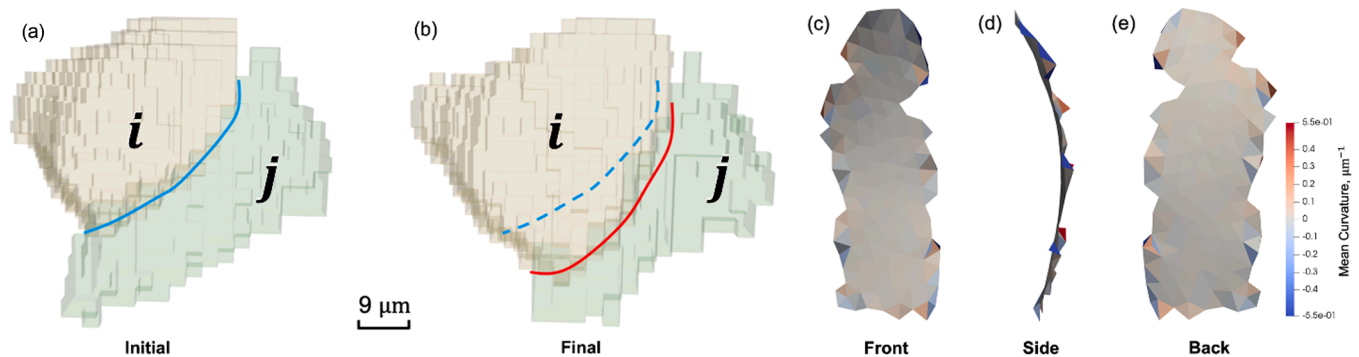 (a)
(b)
(c)
(d)
(e)
i
j
i
j
9 μm
5.5e-01
0.4
0.3
0.2
0.1
0
-0.1
-0.2
-0.3
-0.4
-5.5e-01
Mean Curvature, μm⁻¹
Initial
Final
Front
Side
Back